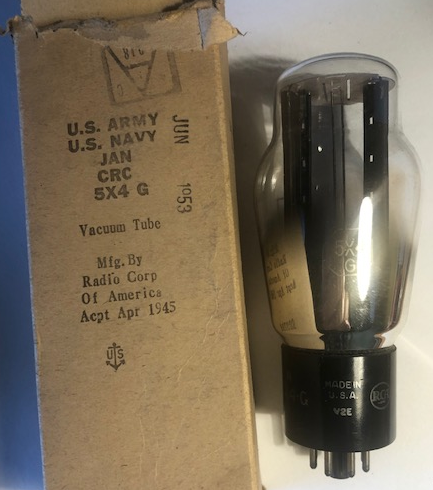 A
U.S. ARMY
U.S. NAVY
JAN
CRC
5X4 G
JUN 1953
Vacuum Tube
Mfg. By
Radio Corp
Of America
Acpt Apr 1945
U S
MADE IN
U.S.A.
V2E
RCA